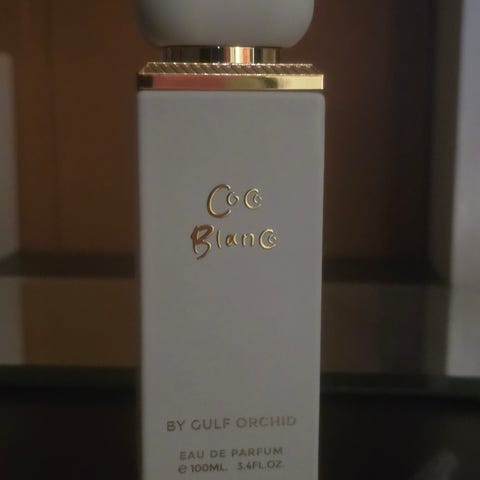 Coco
Blanc
BY GULF ORCHID
EAU DE PARFUM
℮ 100ML. 3.4FL.OZ.